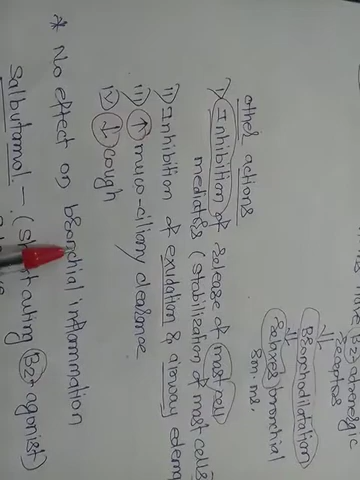 B2 adrenergic
receptors
↓↓
Bronchodilatation
↓↓
Relaxes bronchial
sm. ms.
other actions
i) Inhibition of release of mast cell
mediators (stabilization of mast cells
ii) Inhibition of exudation & airway edema
iii) ↑ muco-ciliary clearance
iv) ↓ cough
* No effect on bronchial inflammation
Salbutamol — (Short acting B2 agonist)